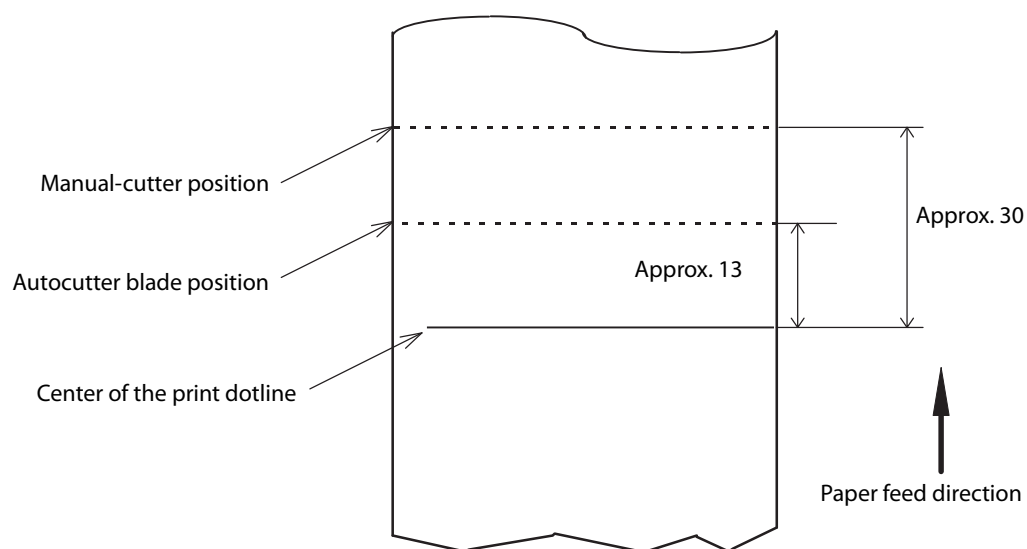 Manual-cutter position
Approx. 30
Autocutter blade position
Approx. 13
Center of the print dotline
Paper feed direction